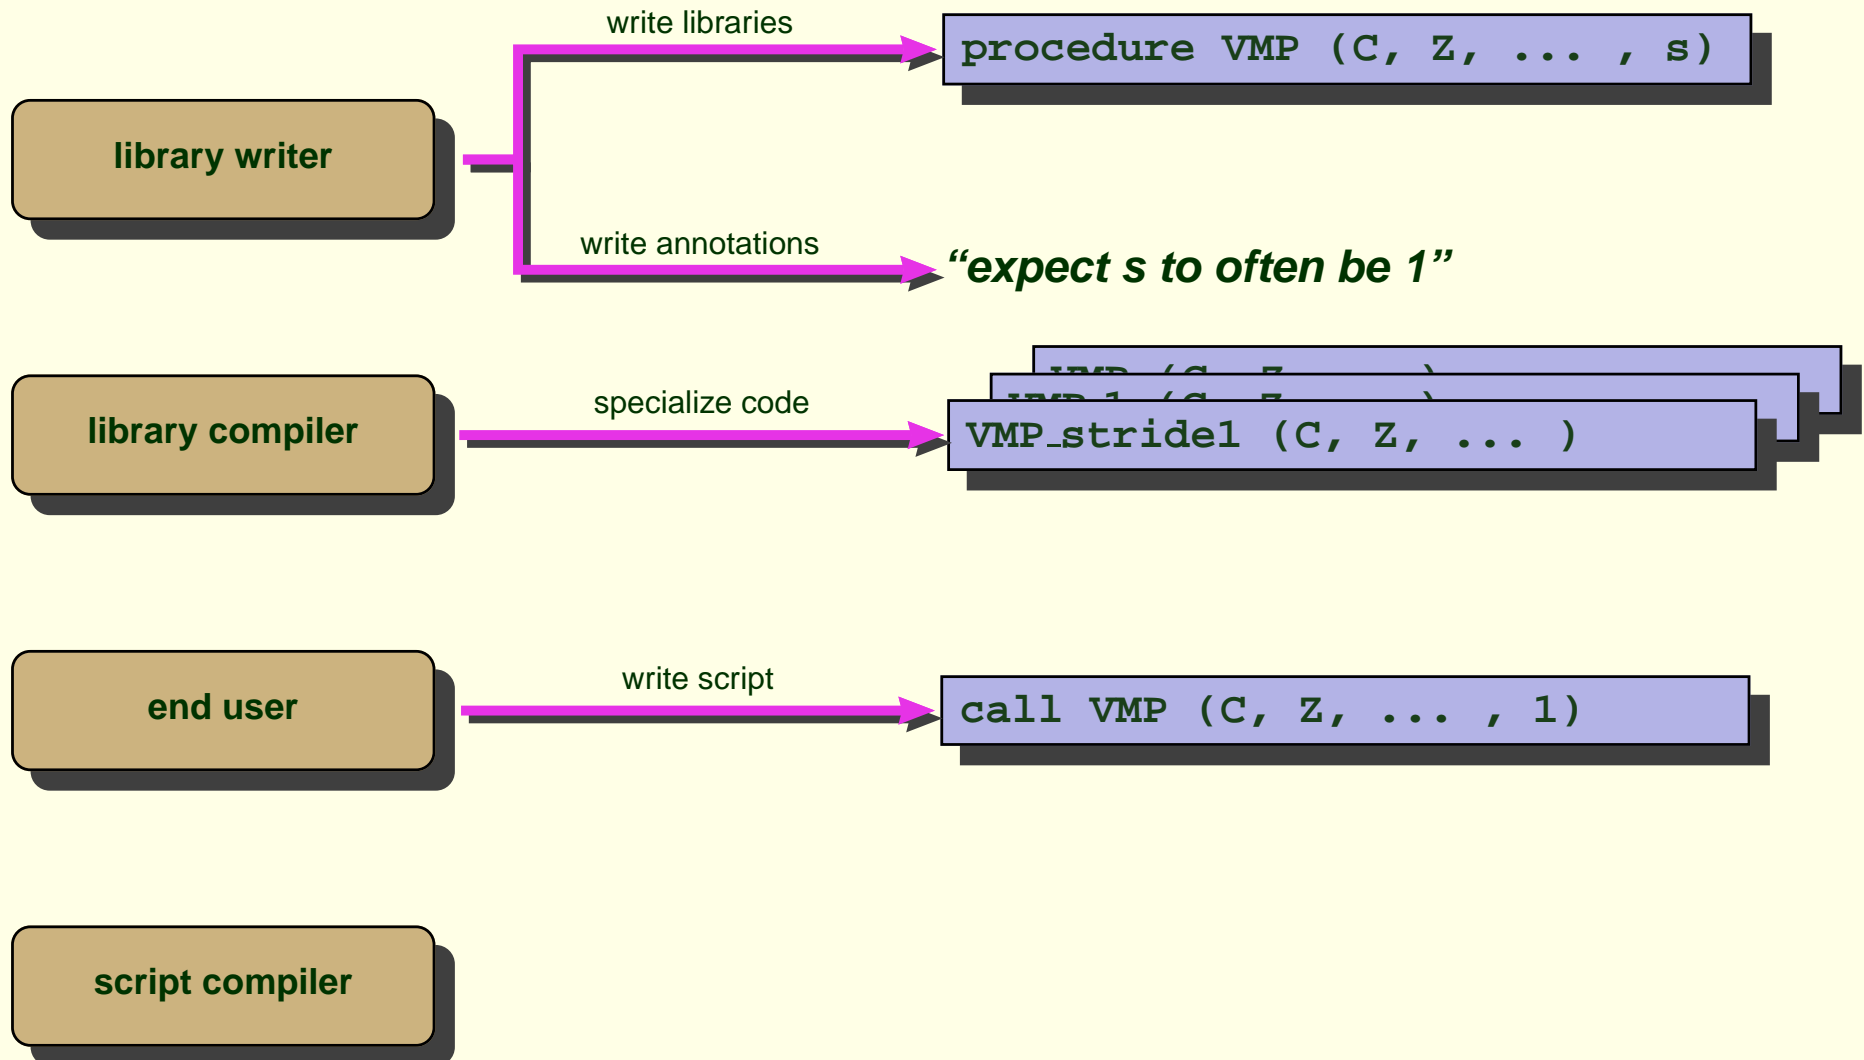 write libraries
procedure VMP (C, Z, ... , s)
library writer
write annotations
“expect s to often be 1”
specialize code
library compiler
VMP_stride1 (C, Z, ... )
write script
end user
call VMP (C, Z, ... , 1)
script compiler